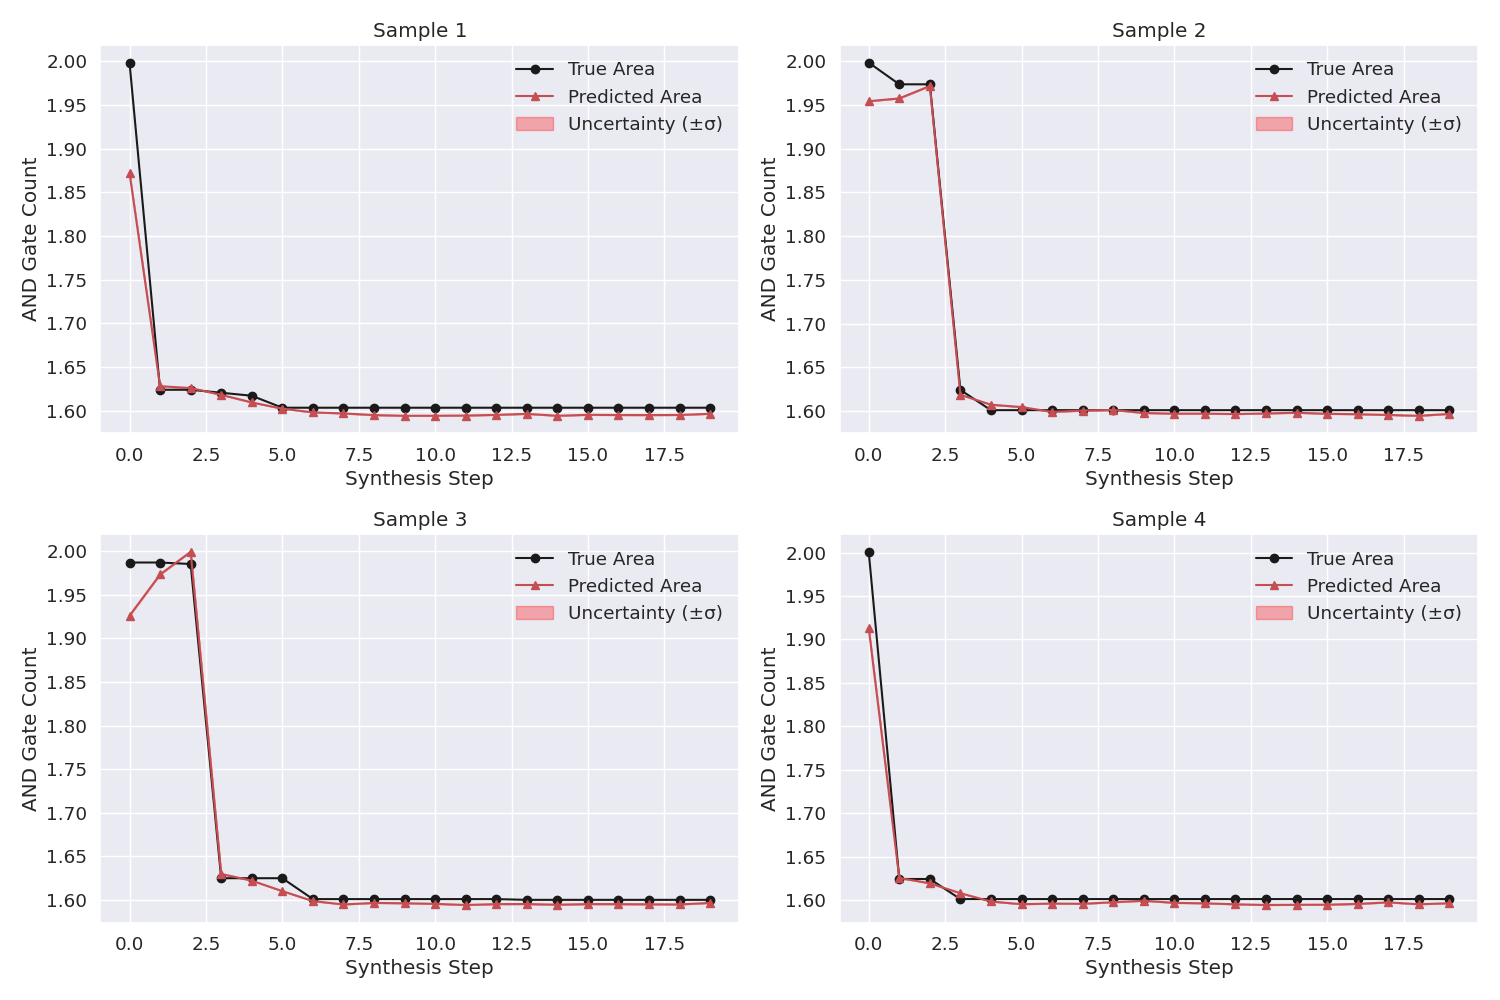 Sample 1
AND Gate Count
2.00
1.95
1.90
1.85
1.80
1.75
1.70
1.65
1.60
True Area
Predicted Area
Uncertainty (±σ)
0.0 2.5 5.0 7.5 10.0 12.5 15.0 17.5
Synthesis Step
Sample 2
AND Gate Count
2.00
1.95
1.90
1.85
1.80
1.75
1.70
1.65
1.60
True Area
Predicted Area
Uncertainty (±σ)
0.0 2.5 5.0 7.5 10.0 12.5 15.0 17.5
Synthesis Step
Sample 3
AND Gate Count
2.00
1.95
1.90
1.85
1.80
1.75
1.70
1.65
1.60
True Area
Predicted Area
Uncertainty (±σ)
0.0 2.5 5.0 7.5 10.0 12.5 15.0 17.5
Synthesis Step
Sample 4
AND Gate Count
2.00
1.95
1.90
1.85
1.80
1.75
1.70
1.65
1.60
True Area
Predicted Area
Uncertainty (±σ)
0.0 2.5 5.0 7.5 10.0 12.5 15.0 17.5
Synthesis Step